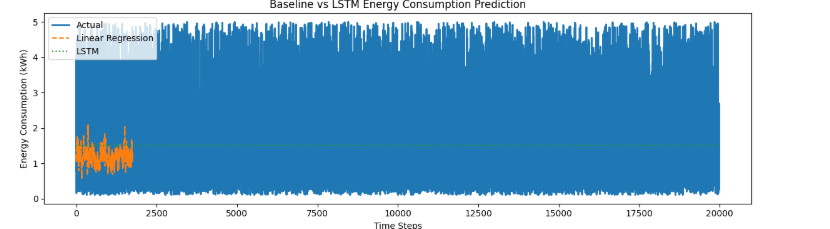 Baseline vs LSTM Energy Consumption Prediction
Actual
Linear Regression
LSTM
Energy Consumption (kWh)
5
4
3
2
1
0
0 2500 5000 7500 10000 12500 15000 17500 20000
Time Steps